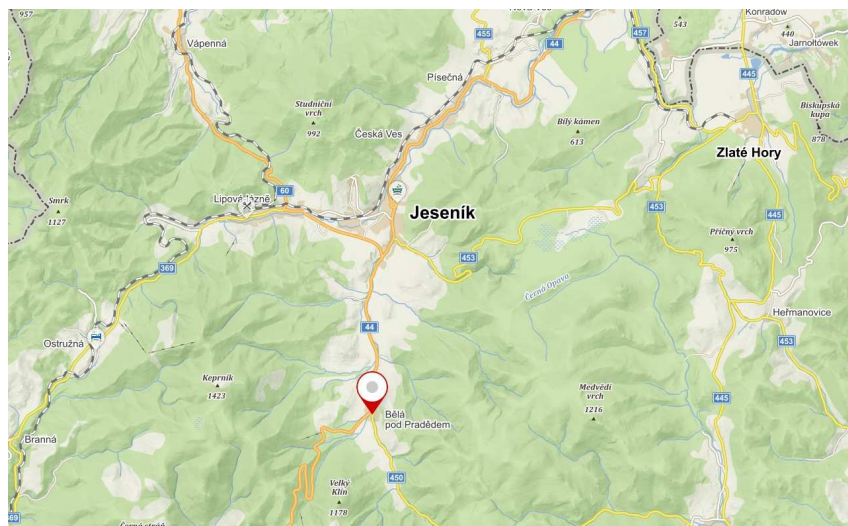 957
Vápenná
455
44
543
457
Konradów
440
Jarnołtówek
445
Písečná
Studniční
vrch
992
Česká Ves
Bílý kámen
613
Biskupská
kupa
878
Zlaté Hory
60
Lipová-lázně
Smrk
1127
Jeseník
453
445
Příčný vrch
975
369
453
Černá Opava
44
Ostružná
Heřmanovice
453
Keprník
1423
Medvědí
vrch
1216
445
Bělá
pod Pradědem
Branná
450
Velký
Klín
1178
369